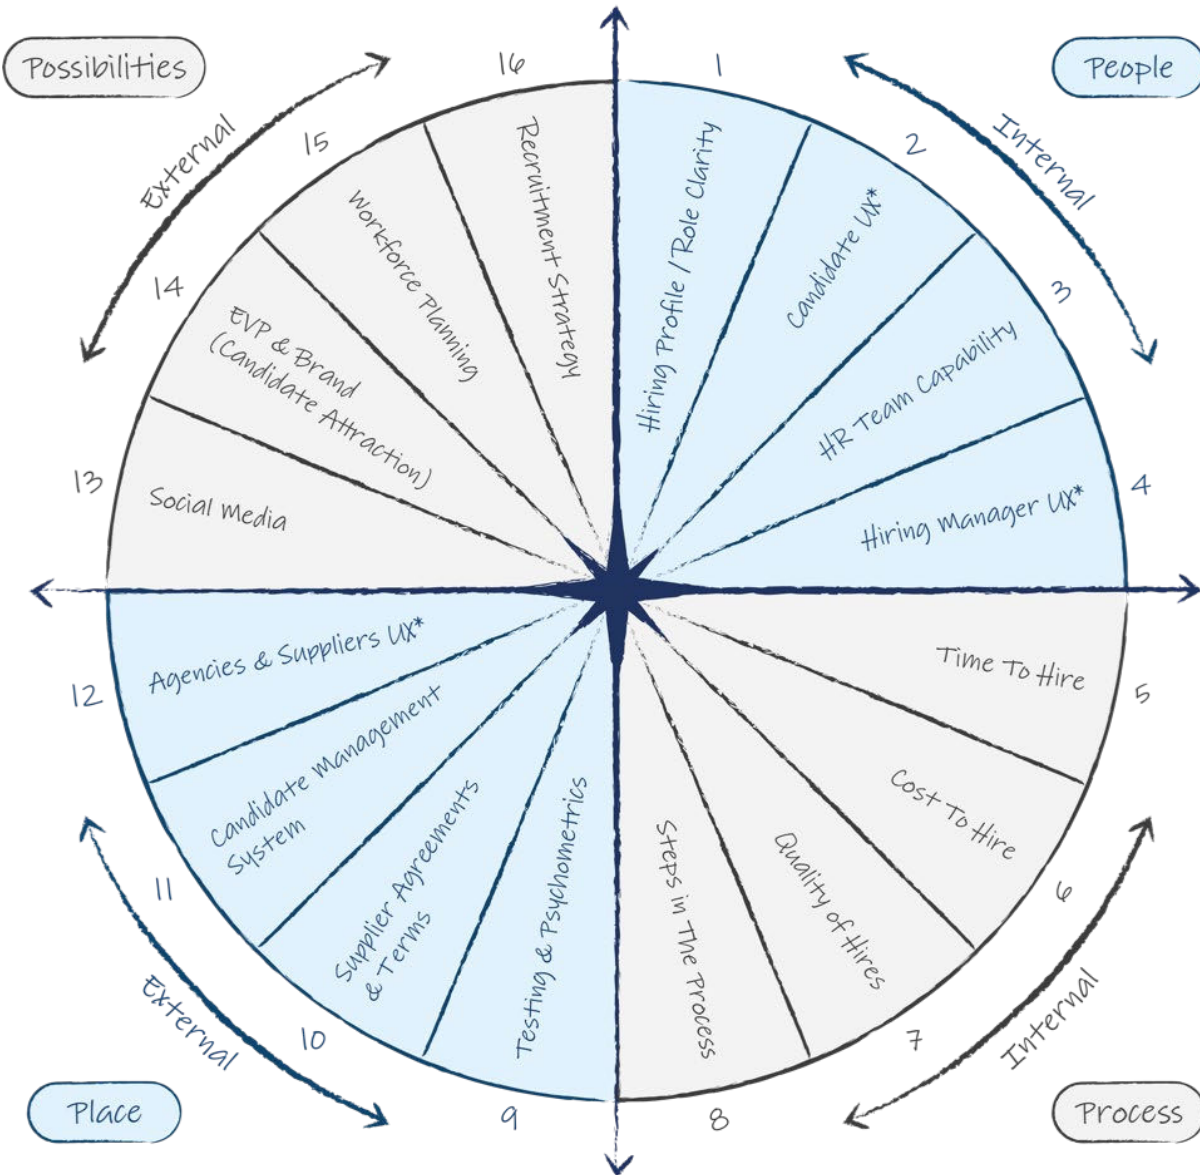 Possibilities
People
External
Internal
16
1
15
2
14
3
13
4
12
5
11
6
10
7
9
8
Recruitment Strategy
Workforce Planning
EVP & Brand
(Candidate Attraction)
Social Media
Hiring Profile / Role Clarity
Candidate UX*
HR Team Capability
Hiring Manager UX*
Time To Hire
Cost To Hire
Quality of Hires
Steps in The Process
Testing & Psychometrics
Supplier Agreements
& Terms
Candidate Management
System
Agencies & Suppliers UX*
External
Internal
Place
Process